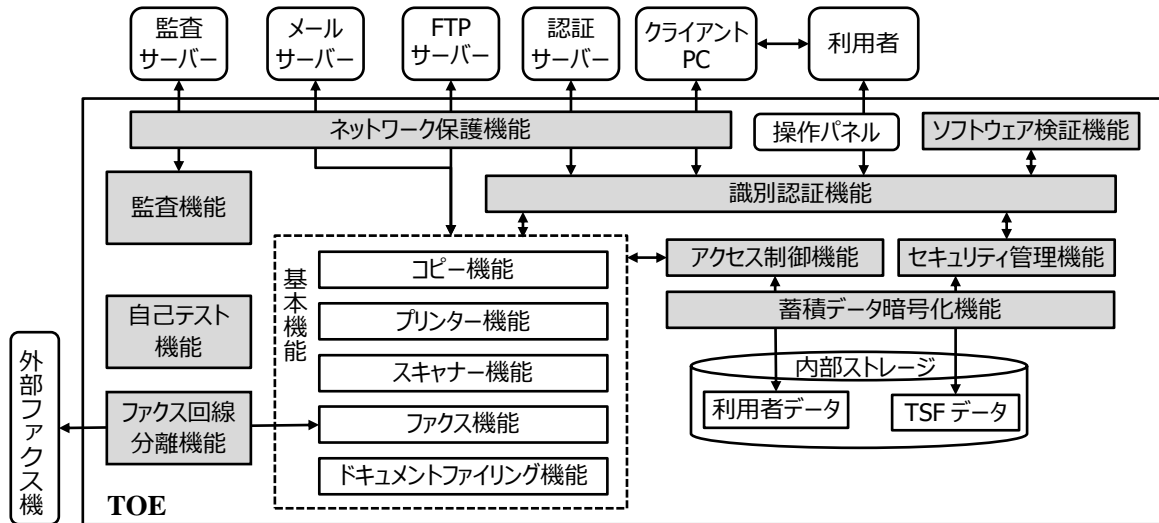 監査
サーバー
メール
サーバー
FTP
サーバー
認証
サーバー
クライアント
PC
利用者
ネットワーク保護機能
操作パネル
ソフトウェア検証機能
監査機能
識別認証機能
基本機能
コピー機能
プリンター機能
スキャナー機能
ファクス機能
ドキュメントファイリング機能
アクセス制御機能
セキュリティ管理機能
蓄積データ暗号化機能
内部ストレージ
利用者データ
TSF データ
自己テスト
機能
ファクス回線
分離機能
外部ファクス機
TOE